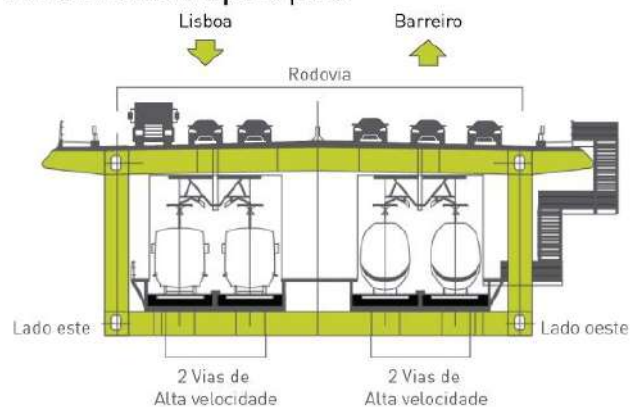 Lisboa
Barreiro
Rodovia
Lado este
Lado oeste
2 Vias de
Alta velocidade
2 Vias de
Alta velocidade